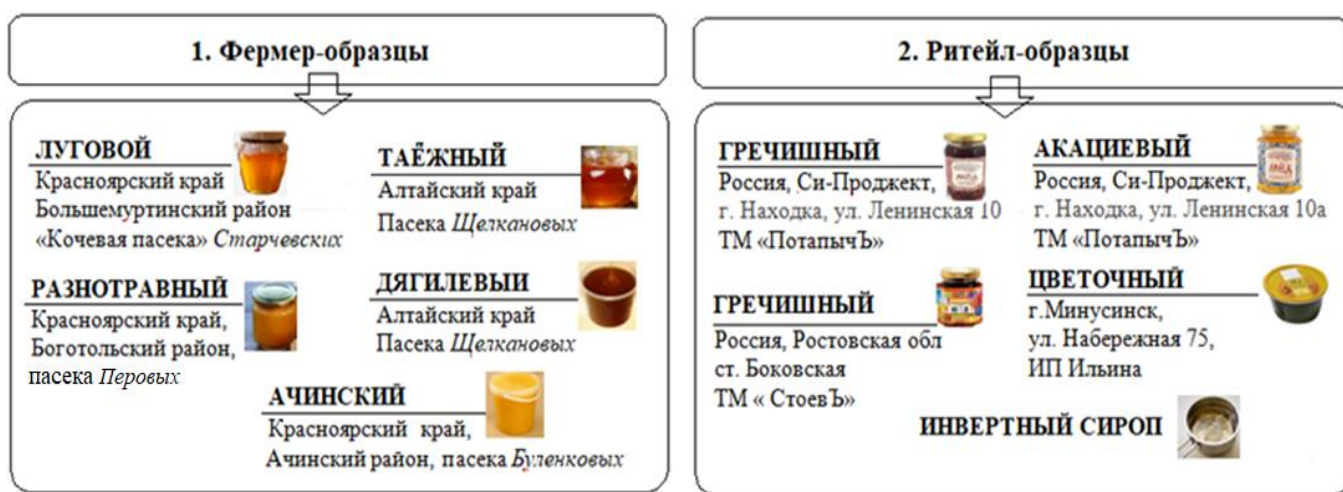 1. Фермер-образцы
ЛУГОВОЙ
Красноярский край
Большемуртинский район
«Кочевая пасека» Старчевских
ТАЁЖНЫЙ
Алтайский край
Пасека Щелкановых
РАЗНОТРАВНЫЙ
Красноярский край,
Боготольский район,
пасека Перовых
ДЯГИЛЕВЫИ
Алтайский край
Пасека Щелкановых
АЧИНСКИЙ
Красноярский край,
Ачинский район, пасека Буленковых
2. Ритейл-образцы
ГРЕЧИШНЫЙ
Россия, Си-Проджект,
г. Находка, ул. Ленинская 10
ТМ «ПотапычЪ»
АКАЦИЕВЫЙ
Россия, Си-Проджект,
г. Находка, ул. Ленинская 10а
ТМ «ПотапычЪ»
ГРЕЧИШНЫЙ
Россия, Ростовская обл
ст. Боковская
ТМ « СтоевЪ»
ЦВЕТОЧНЫЙ
г.Минусинск,
ул. Набережная 75,
ИП Ильина
ИНВЕРТНЫЙ СИРОП